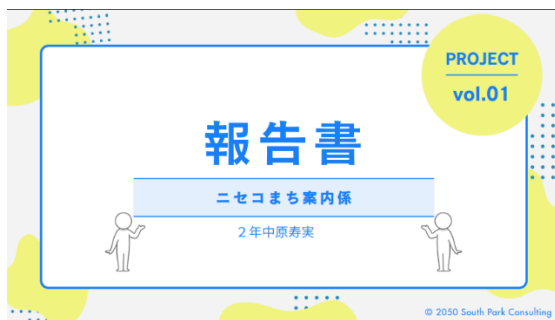 PROJECT
vol.01
報告書
ニセコまち案内係
２年中原寿実
© 2050 South Park Consulting